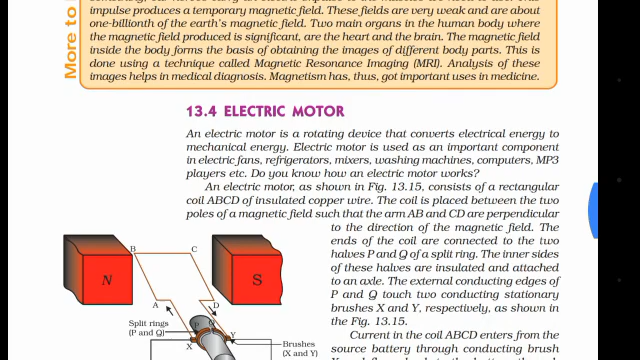 impulse produces a temporary magnetic field. These fields are very weak and are about
one-billionth of the earth's magnetic field. Two main organs in the human body where
the magnetic field produced is significant, are the heart and the brain. The magnetic field
inside the body forms the basis of obtaining the images of different body parts. This is
done using a technique called Magnetic Resonance Imaging (MRI). Analysis of these
images helps in medical diagnosis. Magnetism has, thus, got important uses in medicine.
More to
13.4 ELECTRIC MOTOR
An electric motor is a rotating device that converts electrical energy to
mechanical energy. Electric motor is used as an important component
in electric fans, refrigerators, mixers, washing machines, computers, MP3
players etc. Do you know how an electric motor works?
An electric motor, as shown in Fig. 13.15, consists of a rectangular
coil ABCD of insulated copper wire. The coil is placed between the two
poles of a magnetic field such that the arm AB and CD are perpendicular
to the direction of the magnetic field. The
ends of the coil are connected to the two
halves P and Q of a split ring. The inner sides
of these halves are insulated and attached
to an axle. The external conducting edges of
P and Q touch two conducting stationary
brushes X and Y, respectively, as shown in
the Fig. 13.15.
Current in the coil ABCD enters from the
source battery through conducting brush
B
C
N
S
A
D
Split rings
(P and Q)
X
Y
Brushes
(X and Y)